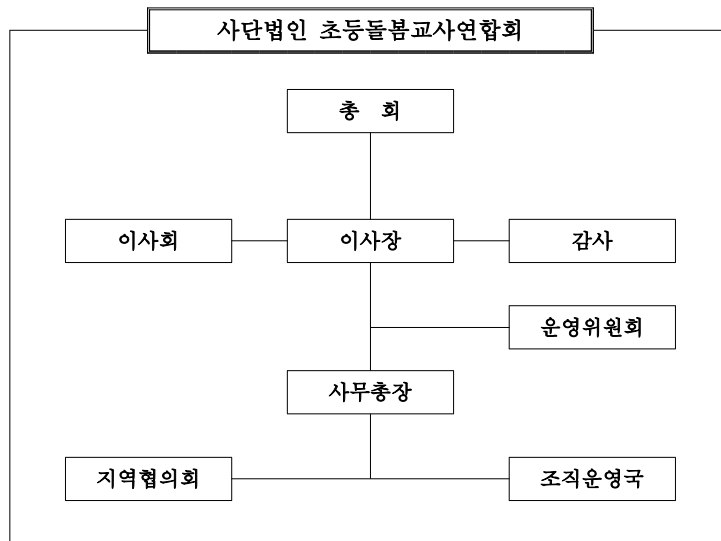 사단법인 초등돌봄교사연합회
총 회
이사회
이사장
감사
운영위원회
사무총장
지역협의회
조직운영국